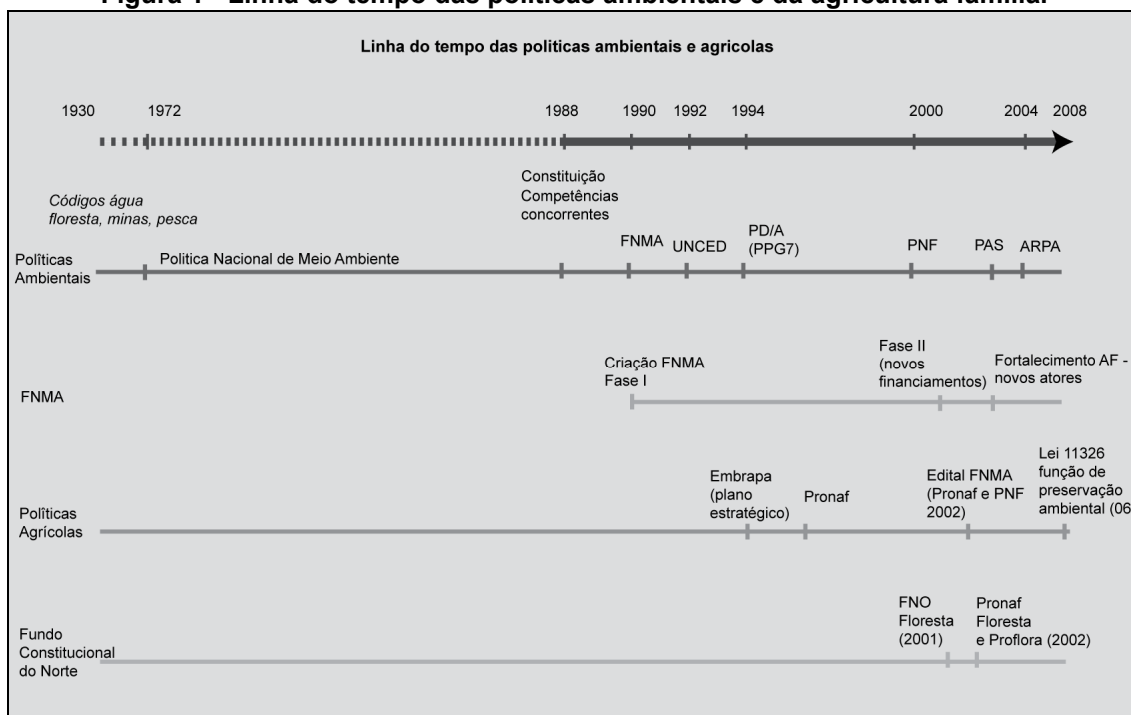 Figura 1 - Linha do tempo das políticas ambientais e da agricultura familiar
Linha do tempo das politicas ambientais e agricolas
1930 1972 1988 1990 1992 1994 2000 2004 2008
Códigos água
floresta, minas, pesca
Constituição
Competências
concorrentes
Políticas
Ambientais
Politica Nacional de Meio Ambiente
FNMA
UNCED
PD/A
(PPG7)
PNF
PAS
ARPA
FNMA
Criação FNMA
Fase I
Fase II
(novos
financiamentos)
Fortalecimento AF -
novos atores
Políticas
Agrícolas
Embrapa
(plano
estratégico)
Pronaf
Edital FNMA
(Pronaf e PNF
2002)
Lei 11326
função de
preservação
ambiental (06
Fundo
Constitucional
do Norte
FNO
Floresta
(2001)
Pronaf
Floresta
e Proflora (2002)